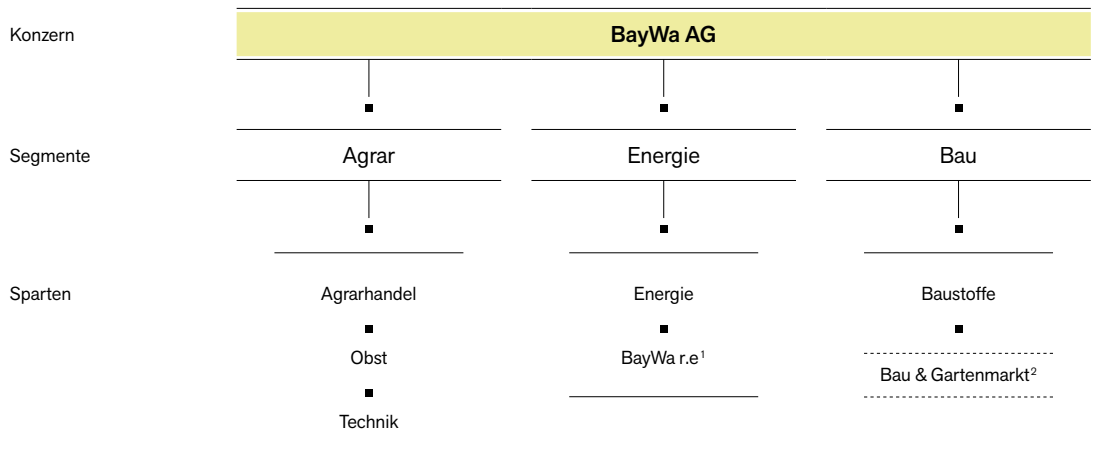 Konzern
BayWa AG
Segmente
Agrar
Energie
Bau
Sparten
Agrarhandel
Energie
Baustoffe
Obst
BayWa r.e¹
Bau & Gartenmarkt²
Technik